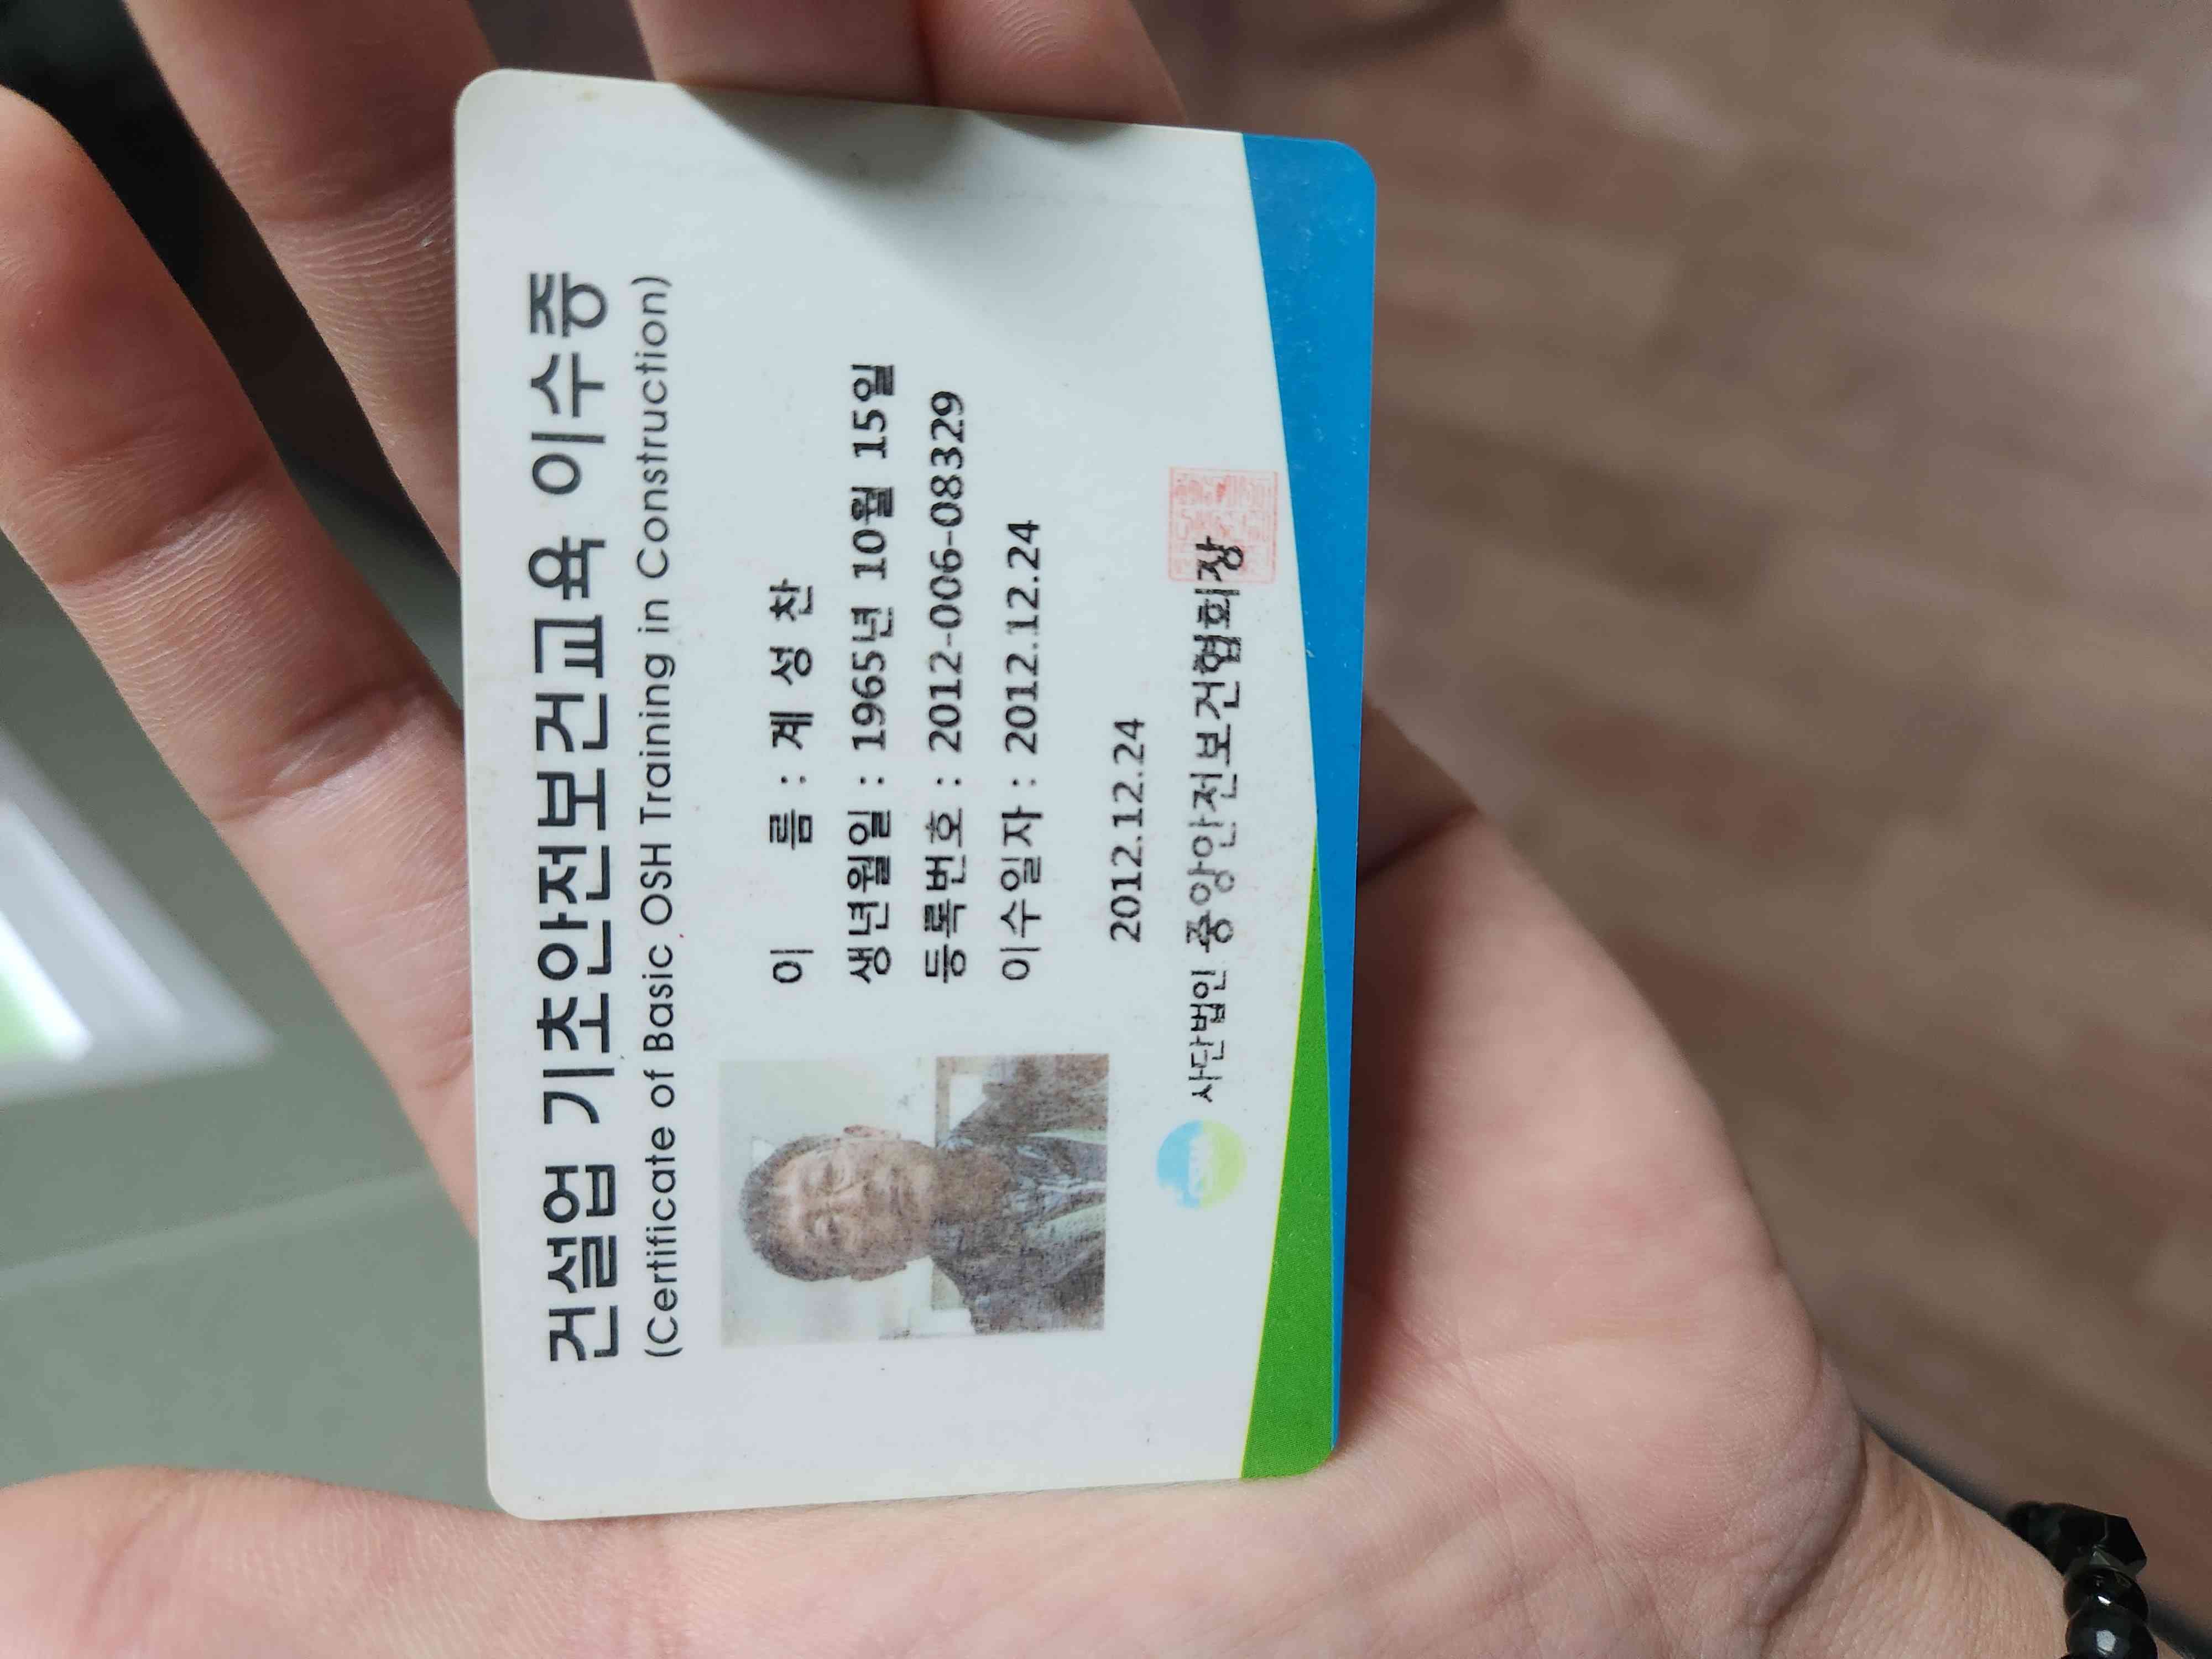 건설업 기초안전보건교육 이수증
(Certificate of Basic OSH Training in Construction)
이 름 : 계 성 찬
생년월일 : 1965년 10월 15일
등록번호 : 2012-006-08329
이수일자 : 2012.12.24
2012.12.24
사단법인 중앙안전보건협회장